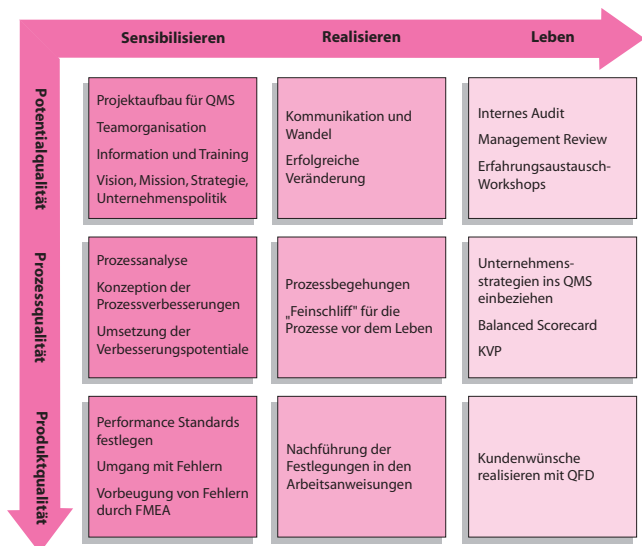 Sensibilisieren
Realisieren
Leben
Potentialqualität
Projektaufbau für QMS
Teamorganisation
Information und Training
Vision, Mission, Strategie,
Unternehmenspolitik
Kommunikation und
Wandel
Erfolgreiche
Veränderung
Internes Audit
Management Review
Erfahrungsaustausch-
Workshops
Prozessqualität
Prozessanalyse
Konzeption der
Prozessverbesserungen
Umsetzung der
Verbesserungspotentiale
Prozessbegehungen
„Feinschliff" für die
Prozesse vor dem Leben
Unternehmens-
strategien ins QMS
einbeziehen
Balanced Scorecard
KVP
Produktqualität
Performance Standards
festlegen
Umgang mit Fehlern
Vorbeugung von Fehlern
durch FMEA
Nachführung der
Festlegungen in den
Arbeitsanweisungen
Kundenwünsche
realisieren mit QFD